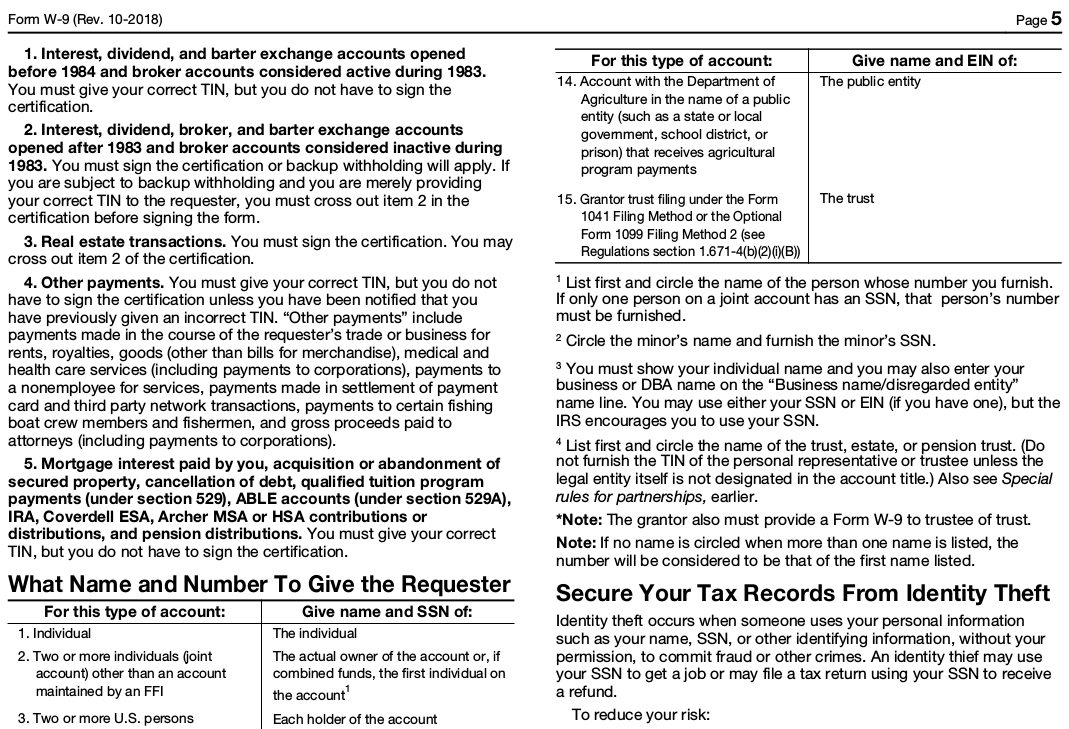 Form W-9 (Rev. 10-2018)
Page 5
1. Interest, dividend, and barter exchange accounts opened
before 1984 and broker accounts considered active during 1983.
You must give your correct TIN, but you do not have to sign the
certification.
2. Interest, dividend, broker, and barter exchange accounts
opened after 1983 and broker accounts considered inactive during
1983. You must sign the certification or backup withholding will apply. If
you are subject to backup withholding and you are merely providing
your correct TIN to the requester, you must cross out item 2 in the
certification before signing the form.
3. Real estate transactions. You must sign the certification. You may
cross out item 2 of the certification.
4. Other payments. You must give your correct TIN, but you do not
have to sign the certification unless you have been notified that you
have previously given an incorrect TIN. “Other payments” include
payments made in the course of the requester’s trade or business for
rents, royalties, goods (other than bills for merchandise), medical and
health care services (including payments to corporations), payments to
a nonemployee for services, payments made in settlement of payment
card and third party network transactions, payments to certain fishing
boat crew members and fishermen, and gross proceeds paid to
attorneys (including payments to corporations).
5. Mortgage interest paid by you, acquisition or abandonment of
secured property, cancellation of debt, qualified tuition program
payments (under section 529), ABLE accounts (under section 529A),
IRA, Coverdell ESA, Archer MSA or HSA contributions or
distributions, and pension distributions. You must give your correct
TIN, but you do not have to sign the certification.
What Name and Number To Give the Requester
For this type of account: Give name and SSN of:
1. Individual The individual
2. Two or more individuals (joint The actual owner of the account or, if
account) other than an account combined funds, the first individual on
maintained by an FFI the account1
3. Two or more U.S. persons Each holder of the account
For this type of account: Give name and EIN of:
14. Account with the Department of The public entity
Agriculture in the name of a public
entity (such as a state or local
government, school district, or
prison) that receives agricultural
program payments
15. Grantor trust filing under the Form The trust
1041 Filing Method or the Optional
Form 1099 Filing Method 2 (see
Regulations section 1.671-4(b)(2)(i)(B))
1 List first and circle the name of the person whose number you furnish.
If only one person on a joint account has an SSN, that person’s number
must be furnished.
2 Circle the minor’s name and furnish the minor’s SSN.
3 You must show your individual name and you may also enter your
business or DBA name on the “Business name/disregarded entity”
name line. You may use either your SSN or EIN (if you have one), but the
IRS encourages you to use your SSN.
4 List first and circle the name of the trust, estate, or pension trust. (Do
not furnish the TIN of the personal representative or trustee unless the
legal entity itself is not designated in the account title.) Also see Special
rules for partnerships, earlier.
*Note: The grantor also must provide a Form W-9 to trustee of trust.
Note: If no name is circled when more than one name is listed, the
number will be considered to be that of the first name listed.
Secure Your Tax Records From Identity Theft
Identity theft occurs when someone uses your personal information
such as your name, SSN, or other identifying information, without your
permission, to commit fraud or other crimes. An identity thief may use
your SSN to get a job or may file a tax return using your SSN to receive
a refund.
To reduce your risk: